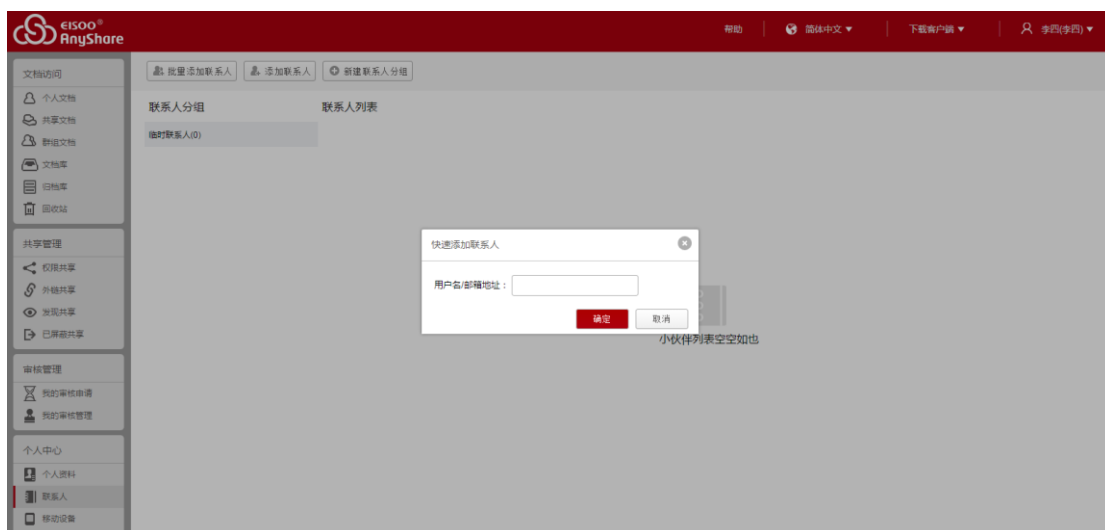 EISOO®
AnyShare
帮助
简体中文 ▼
下载客户端 ▼
李四(李四) ▼
文档访问
个人文档
共享文档
群组文档
文档库
归档库
回收站
共享管理
权限共享
外链共享
发现共享
已屏蔽共享
审核管理
我的审核申请
我的审核管理
个人中心
个人资料
联系人
移动设备
批量添加联系人
添加联系人
新建联系人分组
联系人分组
联系人列表
临时联系人(0)
快速添加联系人
用户名/邮箱地址：
确定
取消
小伙伴列表空空如也